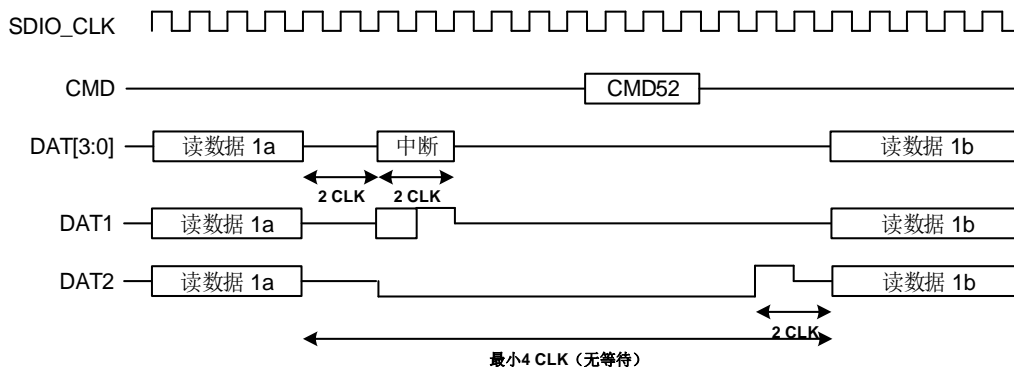 SDIO_CLK
CMD CMD52
DAT[3:0] 读数据 1a 中断 读数据 1b
2 CLK 2 CLK
DAT1 读数据 1a 读数据 1b
DAT2 读数据 1a 读数据 1b
2 CLK
最小4 CLK（无等待）